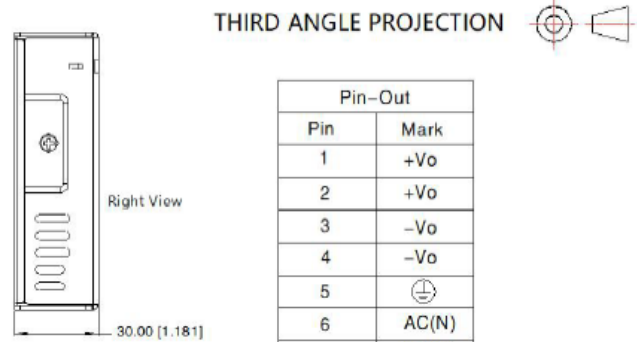 THIRD ANGLE PROJECTION
Pin-Out
Pin Mark
1 +Vo
2 +Vo
3 -Vo
4 -Vo
5 ⏚
6 AC(N)
Right View
30.00 [1.181]